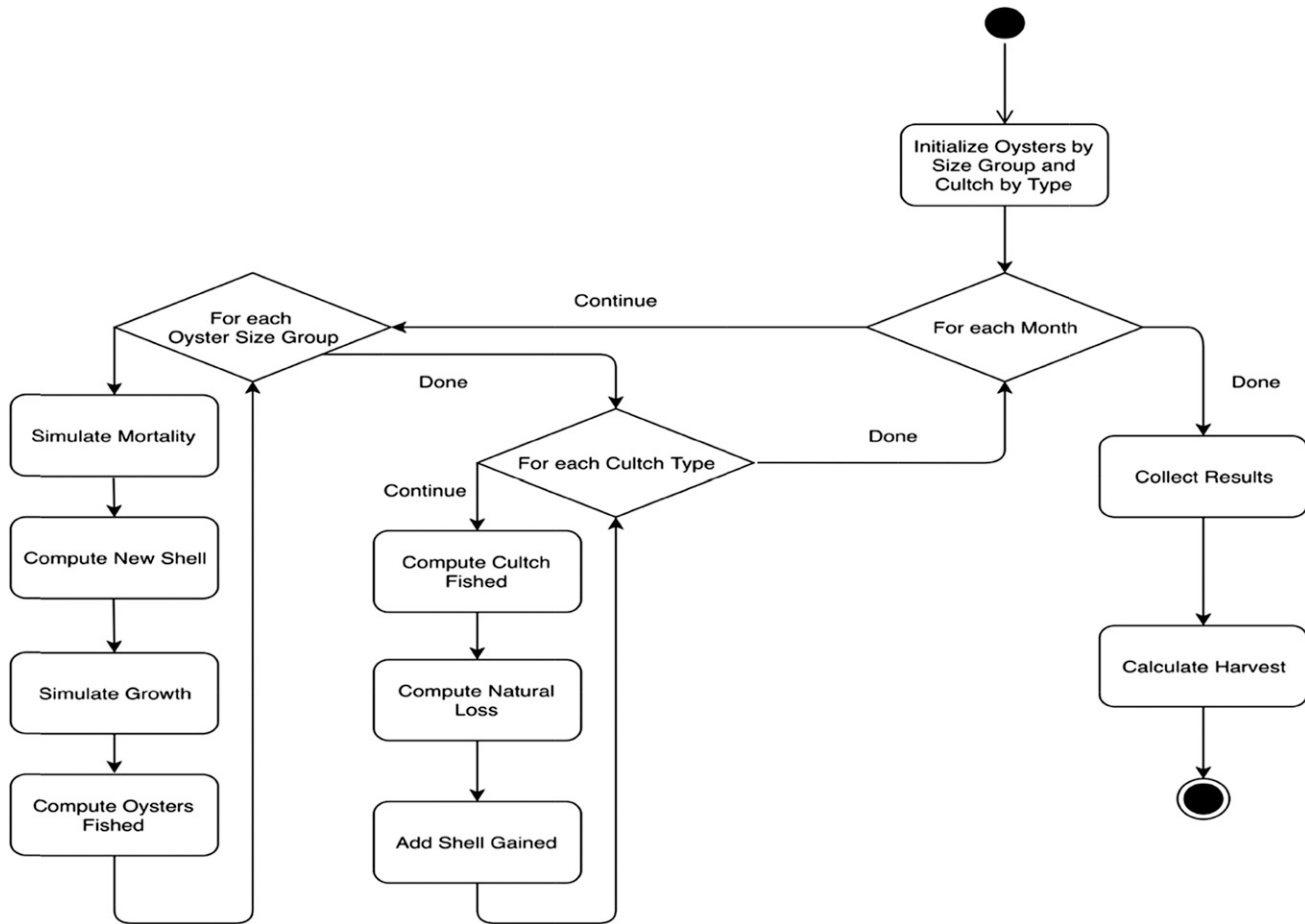 Initialize Oysters by
Size Group and
Cultch by Type
For each Month
Continue
Done
For each
Oyster Size Group
Done
Simulate Mortality
Compute New Shell
Simulate Growth
Compute Oysters
Fished
For each Cultch Type
Continue
Done
Compute Cultch
Fished
Compute Natural
Loss
Add Shell Gained
Collect Results
Calculate Harvest